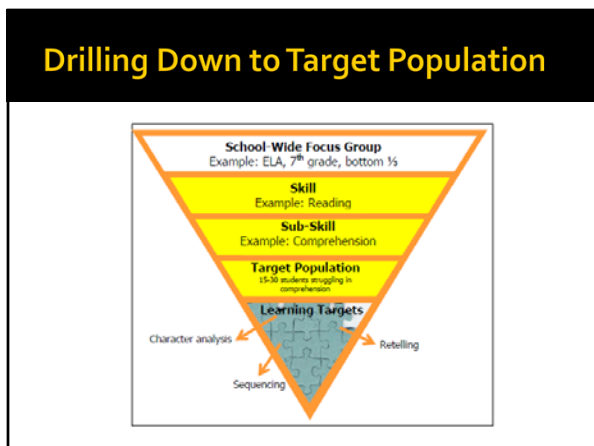 Drilling Down to Target Population
School-Wide Focus Group
Example: ELA, 7th grade, bottom ⅓
Skill
Example: Reading
Sub-Skill
Example: Comprehension
Target Population
15-30 students struggling in
comprehension
Learning Targets
Character analysis
Retelling
Sequencing